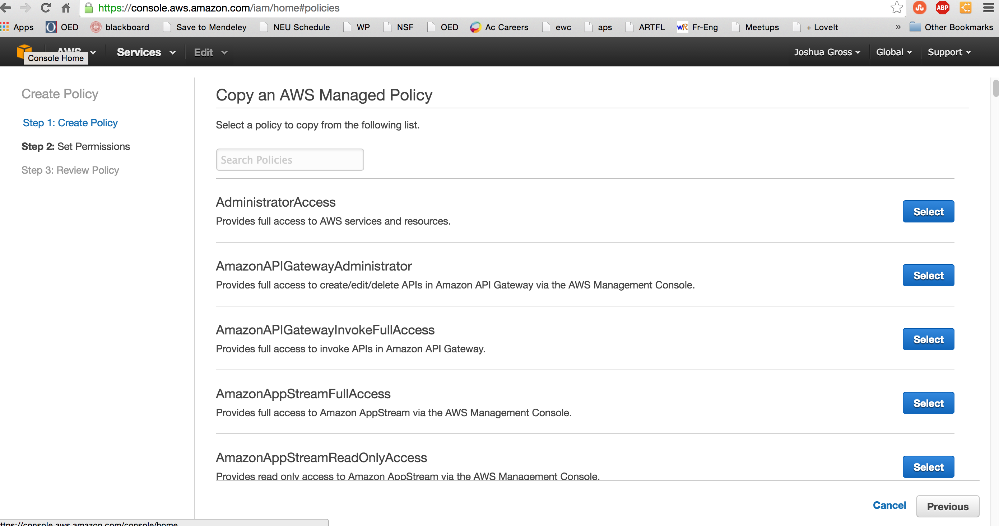 https://console.aws.amazon.com/iam/home#policies
ABP
Apps OED blackboard Save to Mendeley NEU Schedule WP NSF OED Ac Careers ewc aps ARTFL wR Fr-Eng Meetups + LoveIt » Other Bookmarks
AWS Services Edit Joshua Gross Global Support
Console Home
Create Policy
Step 1: Create Policy
Step 2: Set Permissions
Step 3: Review Policy
Copy an AWS Managed Policy
Select a policy to copy from the following list.
Search Policies
AdministratorAccess
Provides full access to AWS services and resources.
Select
AmazonAPIGatewayAdministrator
Provides full access to create/edit/delete APIs in Amazon API Gateway via the AWS Management Console.
Select
AmazonAPIGatewayInvokeFullAccess
Provides full access to invoke APIs in Amazon API Gateway.
Select
AmazonAppStreamFullAccess
Provides full access to Amazon AppStream via the AWS Management Console.
Select
AmazonAppStreamReadOnlyAccess
Provides read only access to Amazon AppStream via the AWS Management Console.
Select
Cancel Previous
ttps://console.aws.amazon.com/console/home